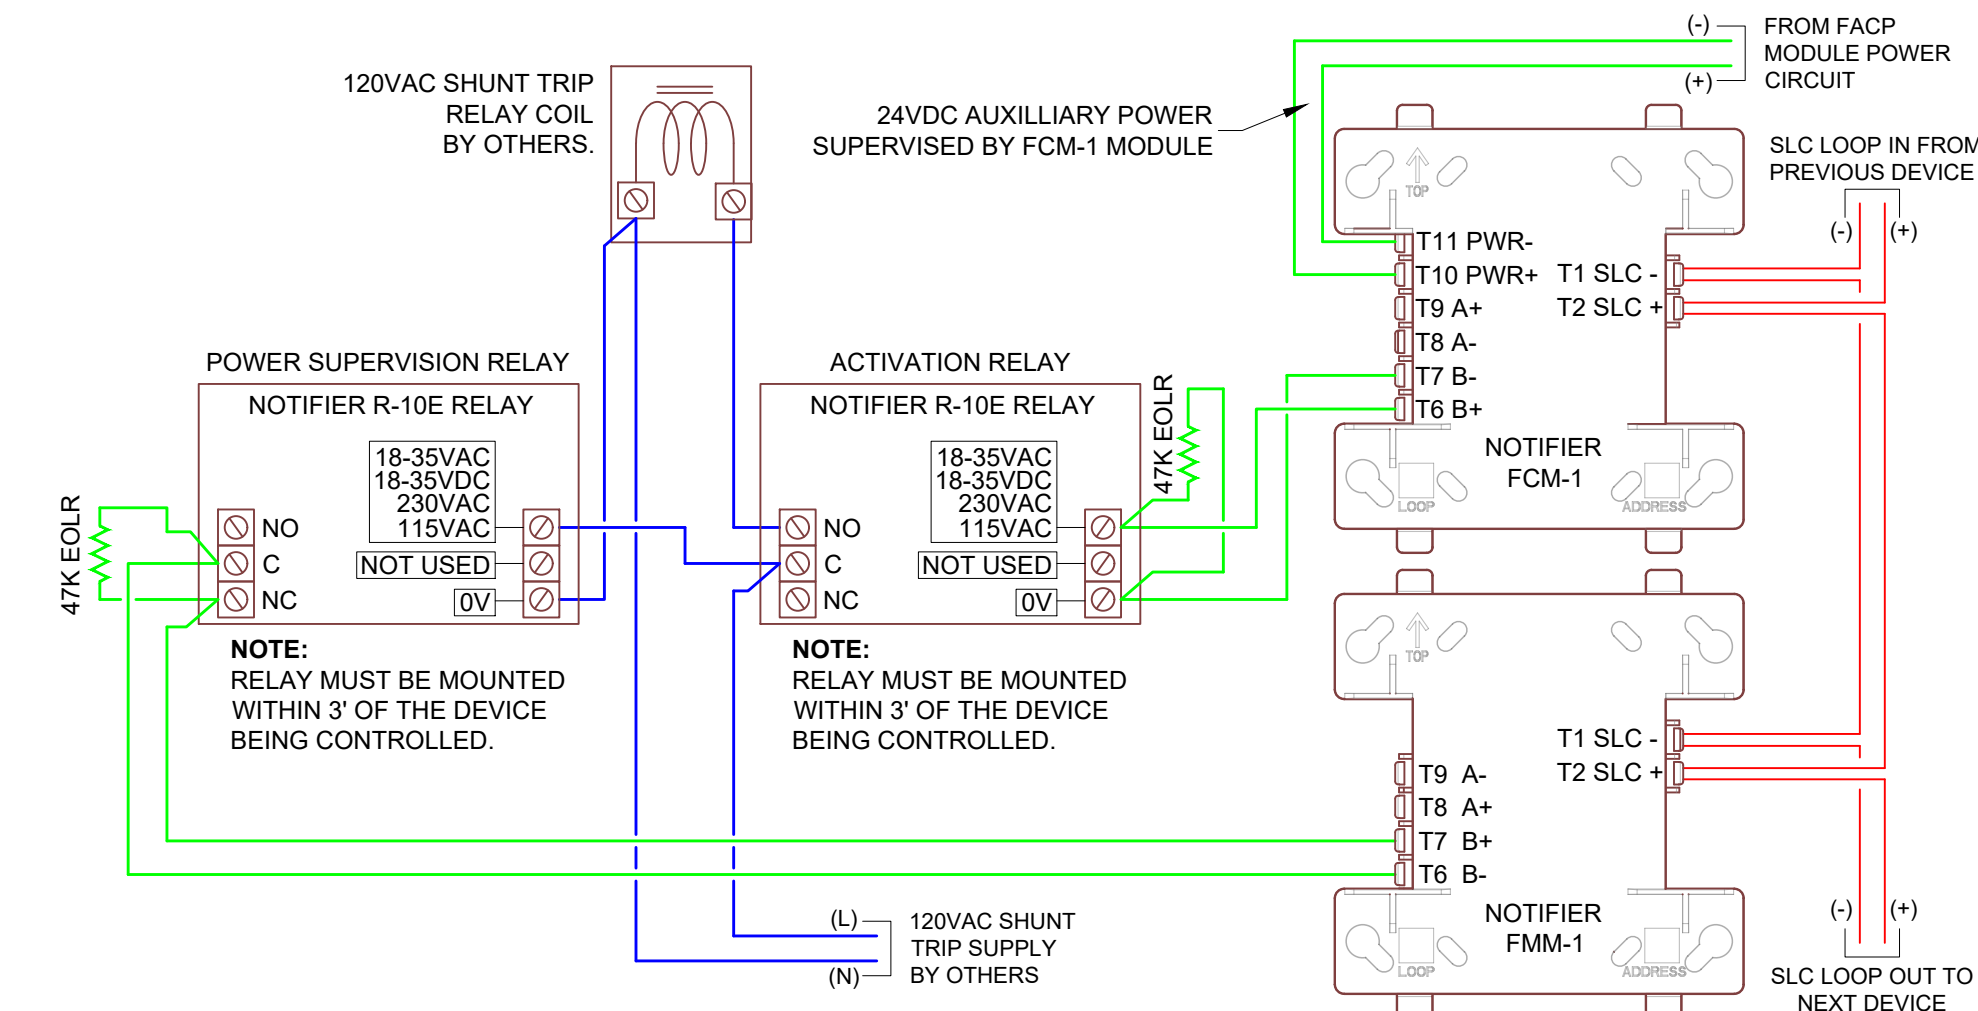 (-)
FROM FACP
MODULE POWER
CIRCUIT
(+)
120VAC SHUNT TRIP
RELAY COIL
BY OTHERS.
24VDC AUXILLIARY POWER
SUPERVISED BY FCM-1 MODULE
SLC LOOP IN FROM
PREVIOUS DEVICE
(-)
(+)
TOP
T11 PWR-
T10 PWR+
T9 A+
T8 A-
T7 B-
T6 B+
T1 SLC -
T2 SLC +
NOTIFIER
FCM-1
LOOP
ADDRESS
POWER SUPERVISION RELAY
NOTIFIER R-10E RELAY
18-35VAC
18-35VDC
230VAC
115VAC
NOT USED
0V
NO
C
NC
47K EOLR
NOTE:
RELAY MUST BE MOUNTED
WITHIN 3' OF THE DEVICE
BEING CONTROLLED.
ACTIVATION RELAY
NOTIFIER R-10E RELAY
18-35VAC
18-35VDC
230VAC
115VAC
NOT USED
0V
NO
C
NC
47K EOLR
NOTE:
RELAY MUST BE MOUNTED
WITHIN 3' OF THE DEVICE
BEING CONTROLLED.
TOP
T1 SLC -
T2 SLC +
T9 A-
T8 A+
T7 B+
T6 B-
NOTIFIER
FMM-1
LOOP
ADDRESS
(L)
120VAC SHUNT
TRIP SUPPLY
BY OTHERS
(N)
(-)
(+)
SLC LOOP OUT TO
NEXT DEVICE